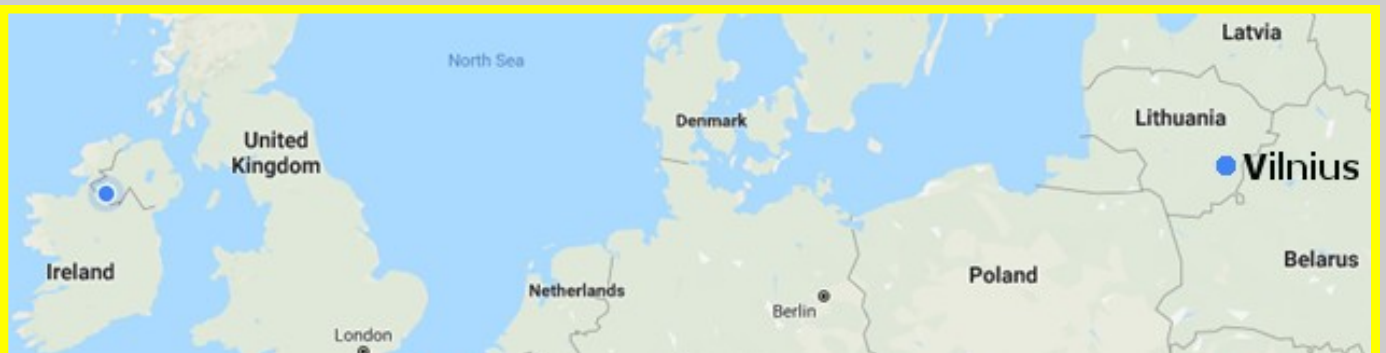 Latvia
North Sea
Lithuania
Denmark
United
Kingdom
Vilnius
Ireland
Belarus
Poland
Netherlands
Berlin
London